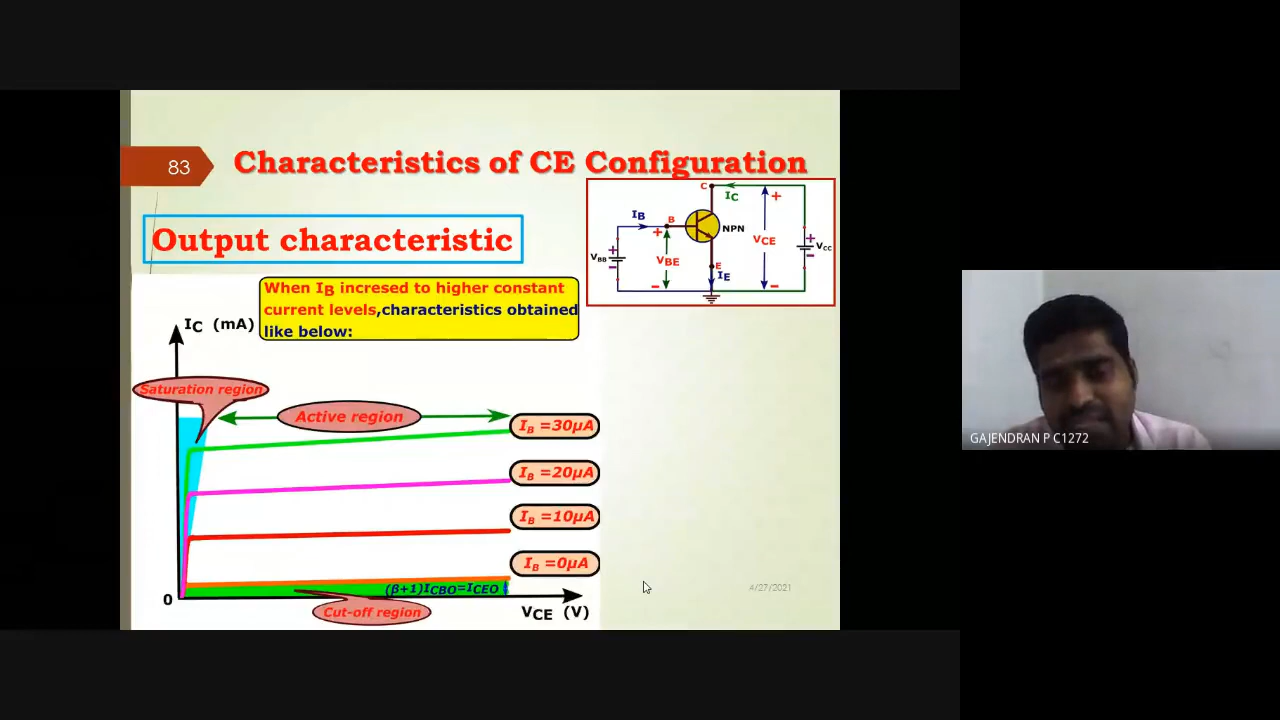 83
Characteristics of CE Configuration
Output characteristic
When IB incresed to higher constant
current levels,characteristics obtained
like below:
C
IC
+
IB
B
+
NPN
VCE
VBB
+
-
VBE
+
VCC
-
E
IE
-
-
IC (mA)
Saturation region
Active region
IB =30μA
IB =20μA
IB =10μA
IB =0μA
(β+1)ICBO=ICEO
0
Cut-off region
VCE (V)
4/27/2021
GAJENDRAN P C1272